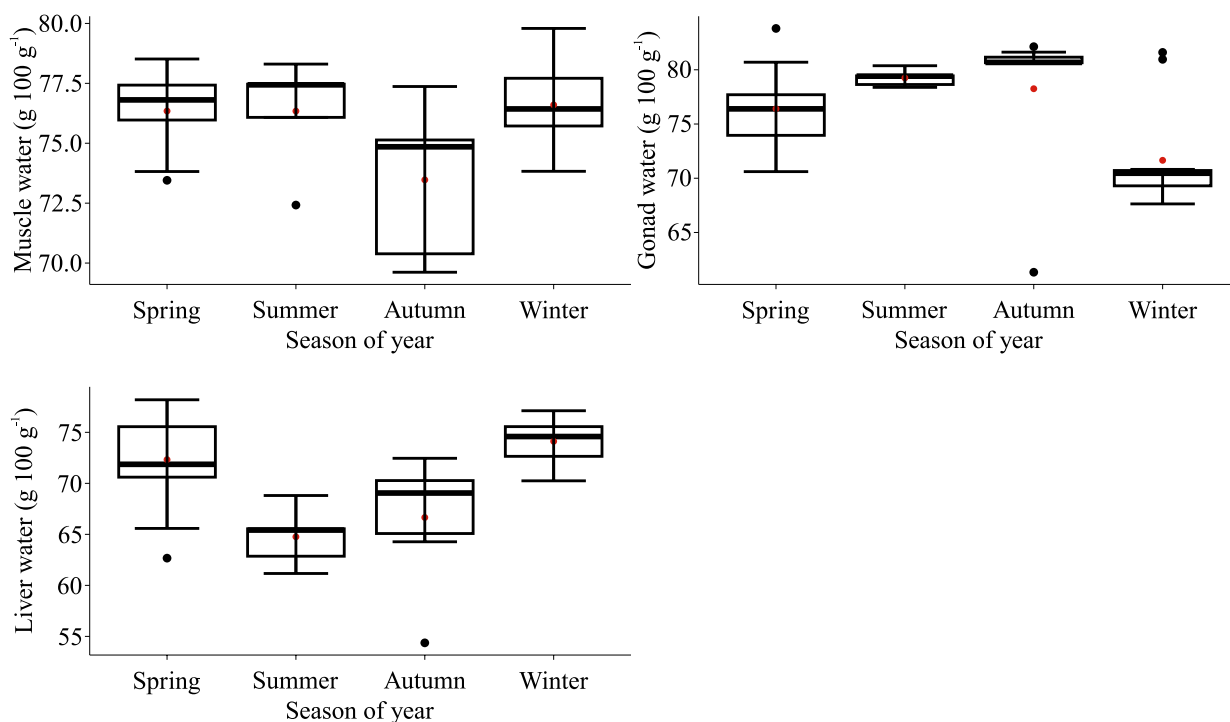 Muscle water (g 100 g⁻¹)
80.0
77.5
75.0
72.5
70.0
Spring Summer Autumn Winter
Season of year
Gonad water (g 100 g⁻¹)
80
75
70
65
Spring Summer Autumn Winter
Season of year
Liver water (g 100 g⁻¹)
75
70
65
60
55
Spring Summer Autumn Winter
Season of year